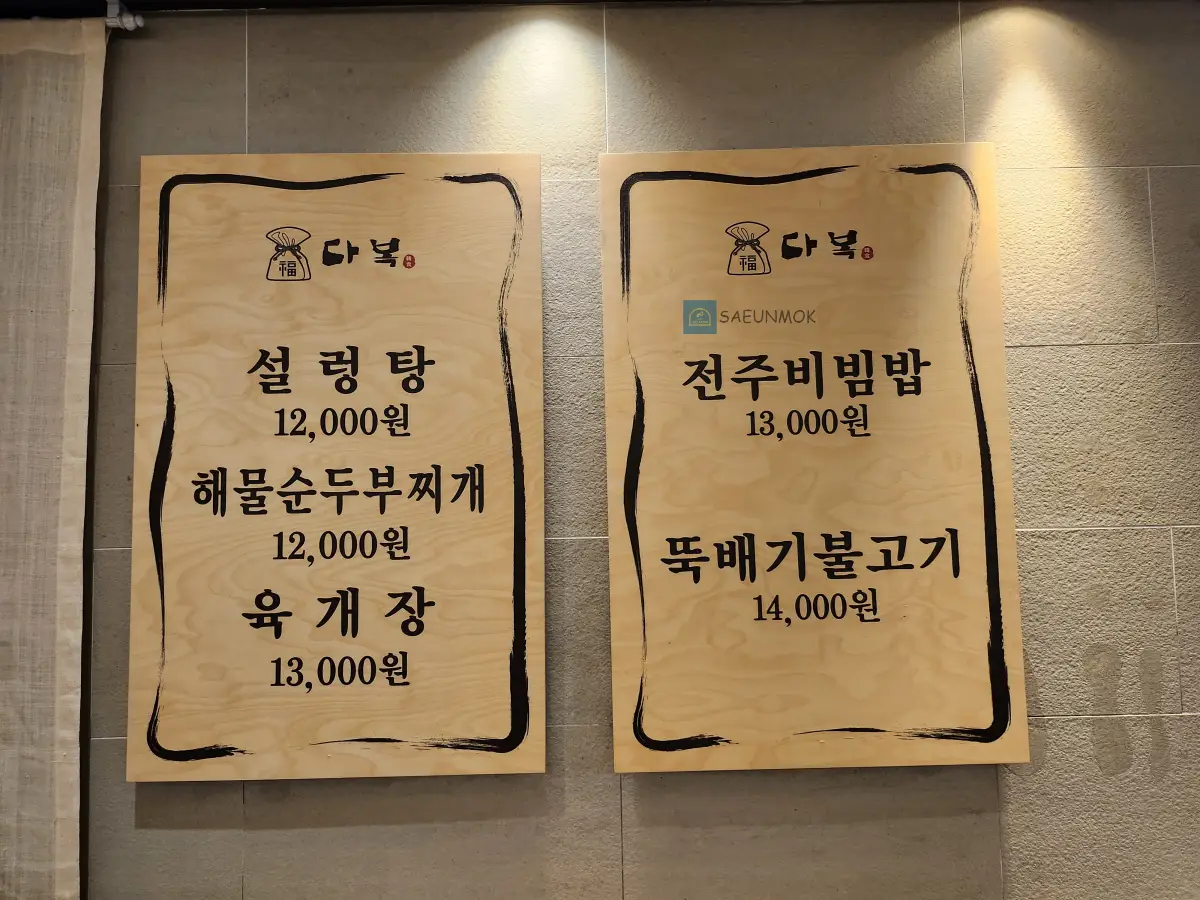 福 다복
설렁탕
12,000원
해물순두부찌개
12,000원
육개장
13,000원
福 다복
SAEUNMOK
전주비빔밥
13,000원
뚝배기불고기
14,000원